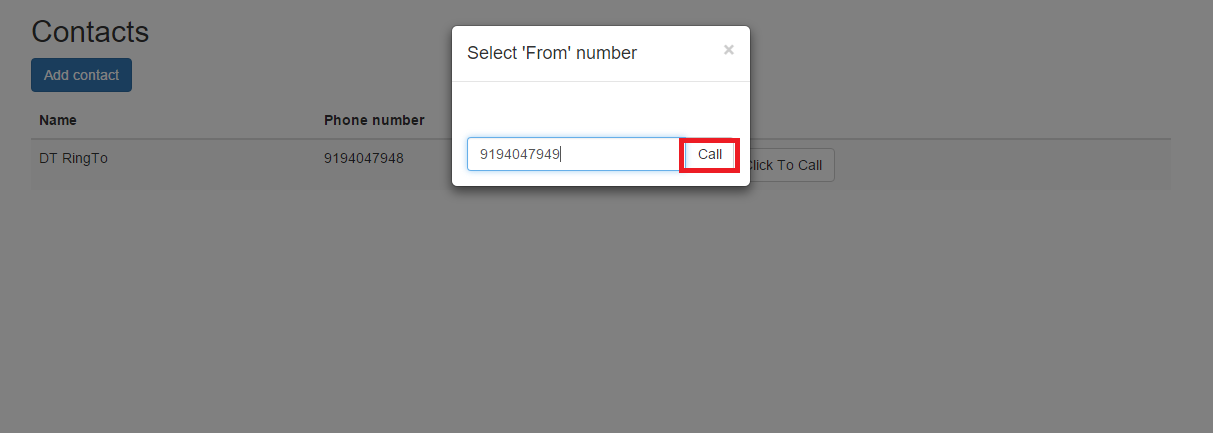 Contacts
Add contact
Name Phone number
DT RingTo 9194047948 Click To Call
Select 'From' number ×
9194047949 Call